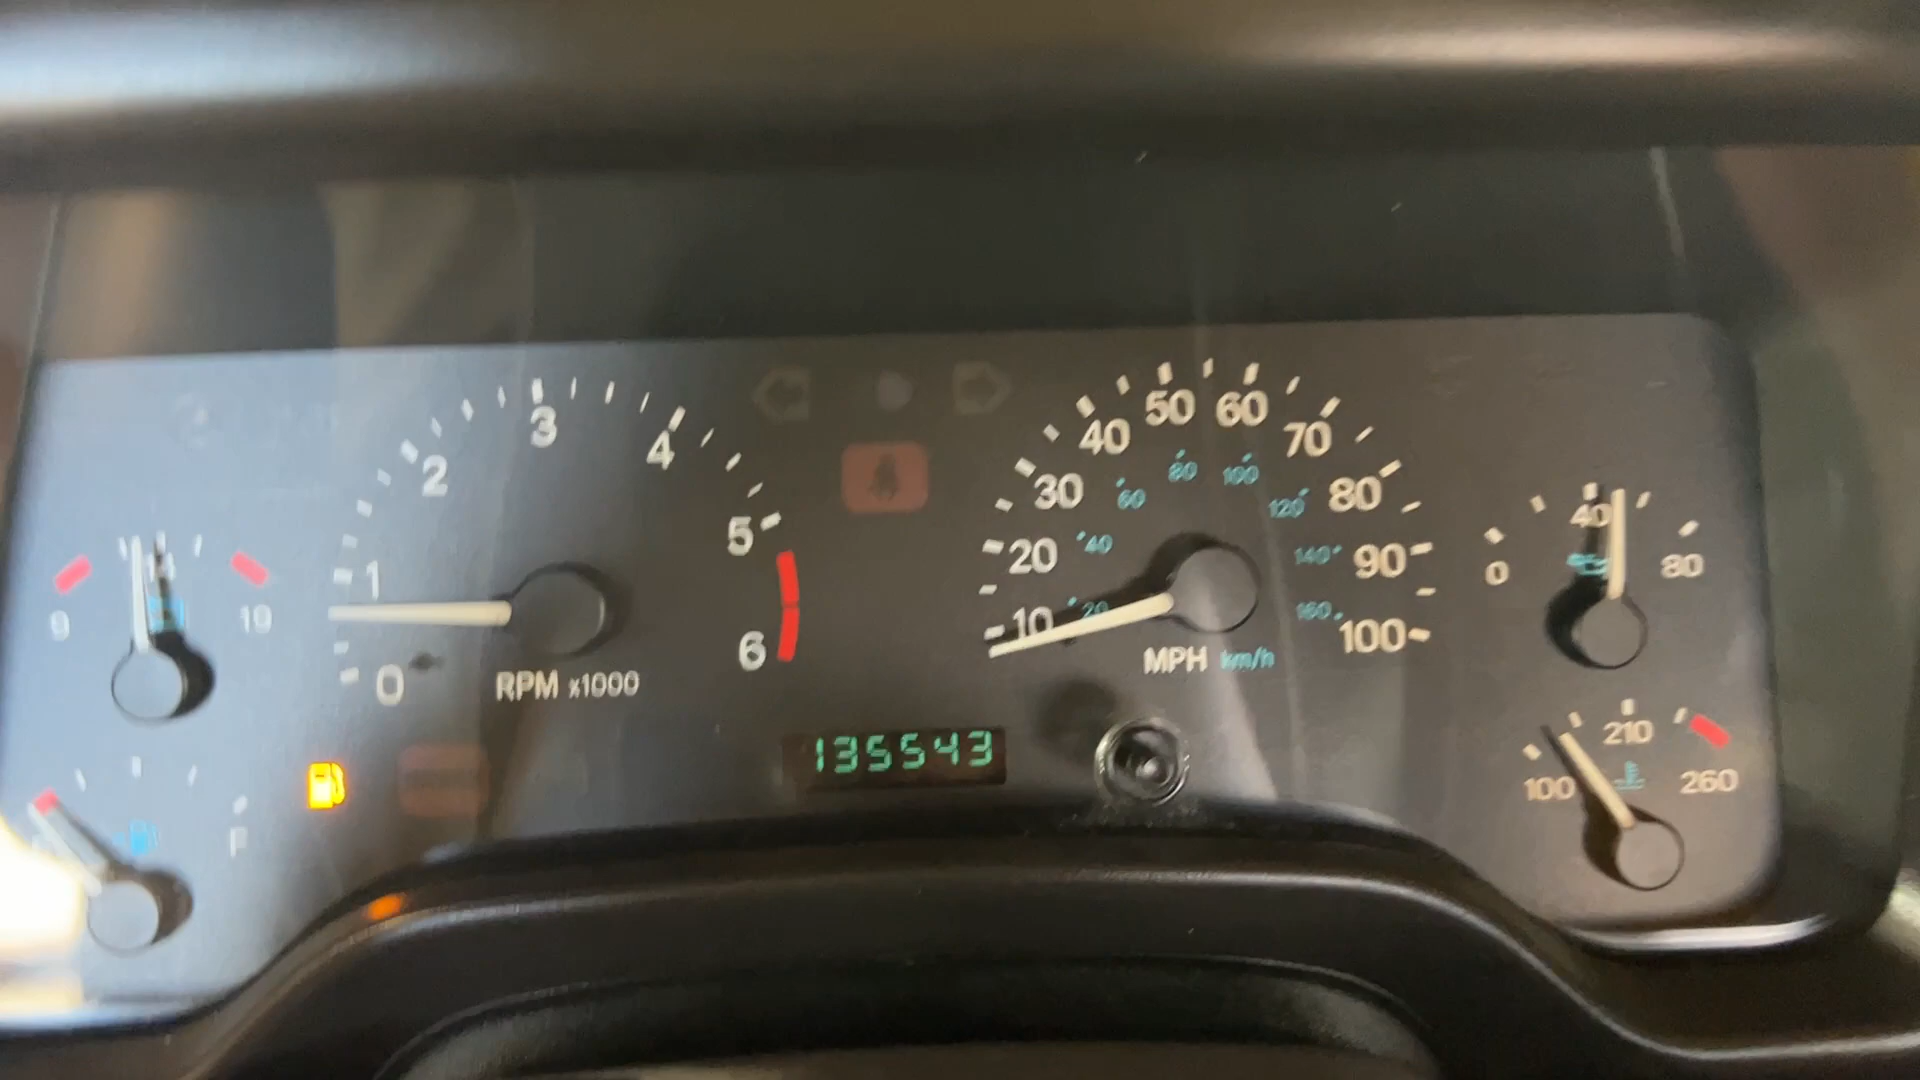 0 1 2 3 4 5 6
RPM x1000
10 20 30 40 50 60 70 80 90 100
20 40 60 80 100 120 140 160
MPH km/h
135543
9 14 19
F
0 40 80
100 210 260